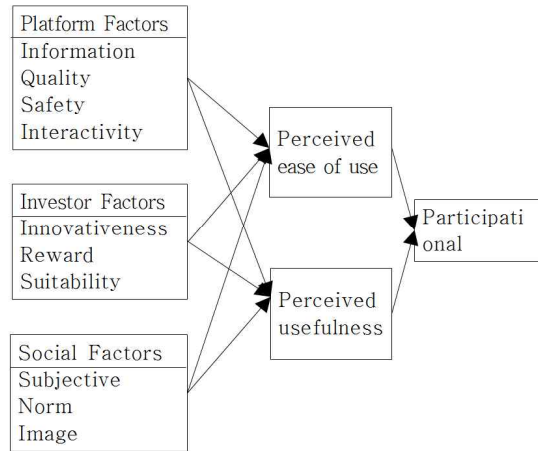 Platform Factors
Information
Quality
Safety
Interactivity
Investor Factors
Innovativeness
Reward
Suitability
Social Factors
Subjective
Norm
Image
Perceived
ease of use
Perceived
usefulness
Participati
onal